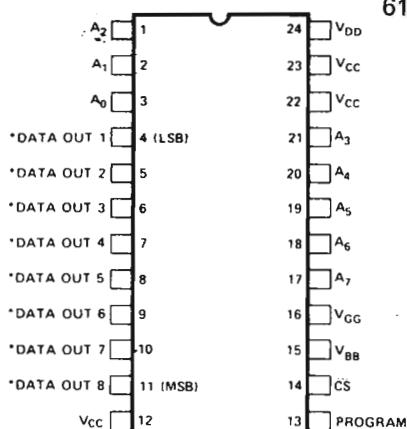 61
A2 1 24 VDD
A1 2 23 VCC
A0 3 22 VCC
*DATA OUT 1 4 (LSB) 21 A3
*DATA OUT 2 5 20 A4
*DATA OUT 3 6 19 A5
*DATA OUT 4 7 18 A6
*DATA OUT 5 8 17 A7
*DATA OUT 6 9 16 VGG
*DATA OUT 7 10 15 VBB
*DATA OUT 8 11 (MSB) 14 CS
VCC 12 13 PROGRAM